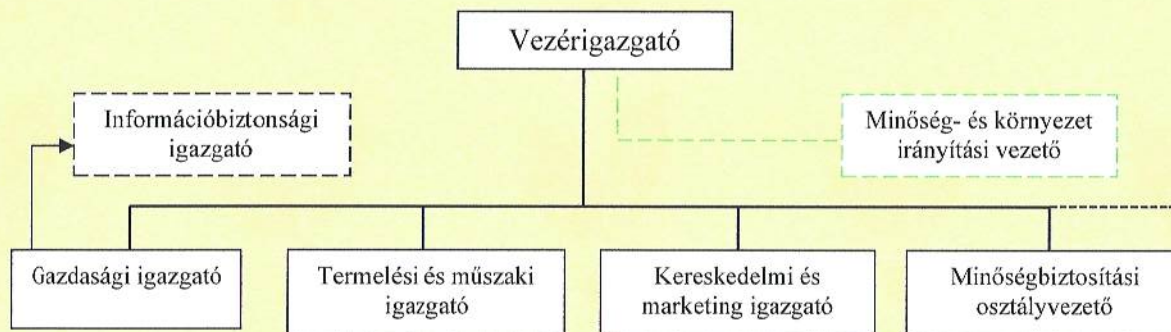 Vezérigazgató
Információbiztonsági
igazgató
Minőség- és környezet
irányítási vezető
Gazdasági igazgató
Termelési és műszaki
igazgató
Kereskedelmi és
marketing igazgató
Minőségbiztosítási
osztályvezető